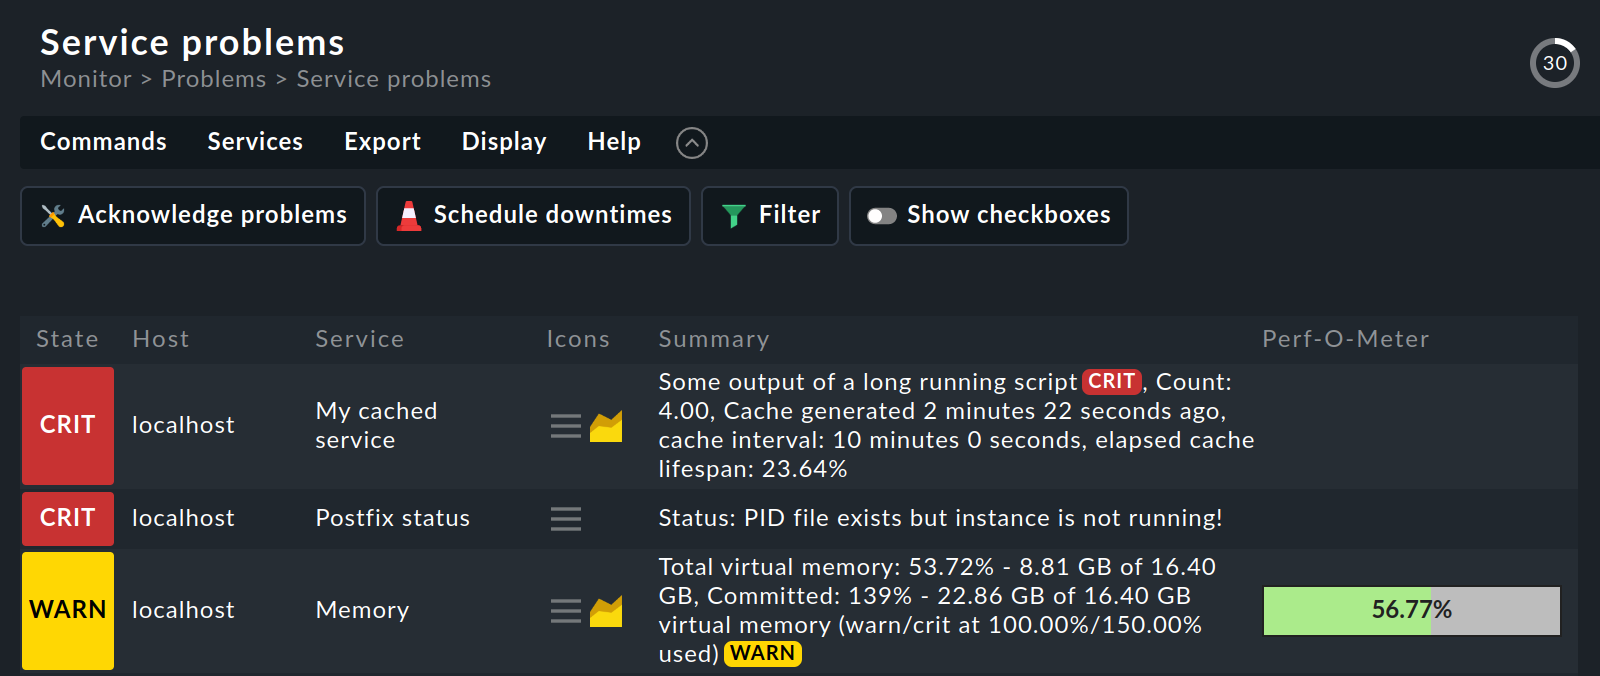 Service problems
Monitor > Problems > Service problems
30
Commands Services Export Display Help
Acknowledge problems Schedule downtimes Filter Show checkboxes
State Host Service Icons Summary Perf-O-Meter
CRIT localhost My cached service Some output of a long running script CRIT, Count:
4.00, Cache generated 2 minutes 22 seconds ago,
cache interval: 10 minutes 0 seconds, elapsed cache
lifespan: 23.64%
CRIT localhost Postfix status Status: PID file exists but instance is not running!
WARN localhost Memory Total virtual memory: 53.72% - 8.81 GB of 16.40
GB, Committed: 139% - 22.86 GB of 16.40 GB
virtual memory (warn/crit at 100.00%/150.00%
used) WARN
56.77%